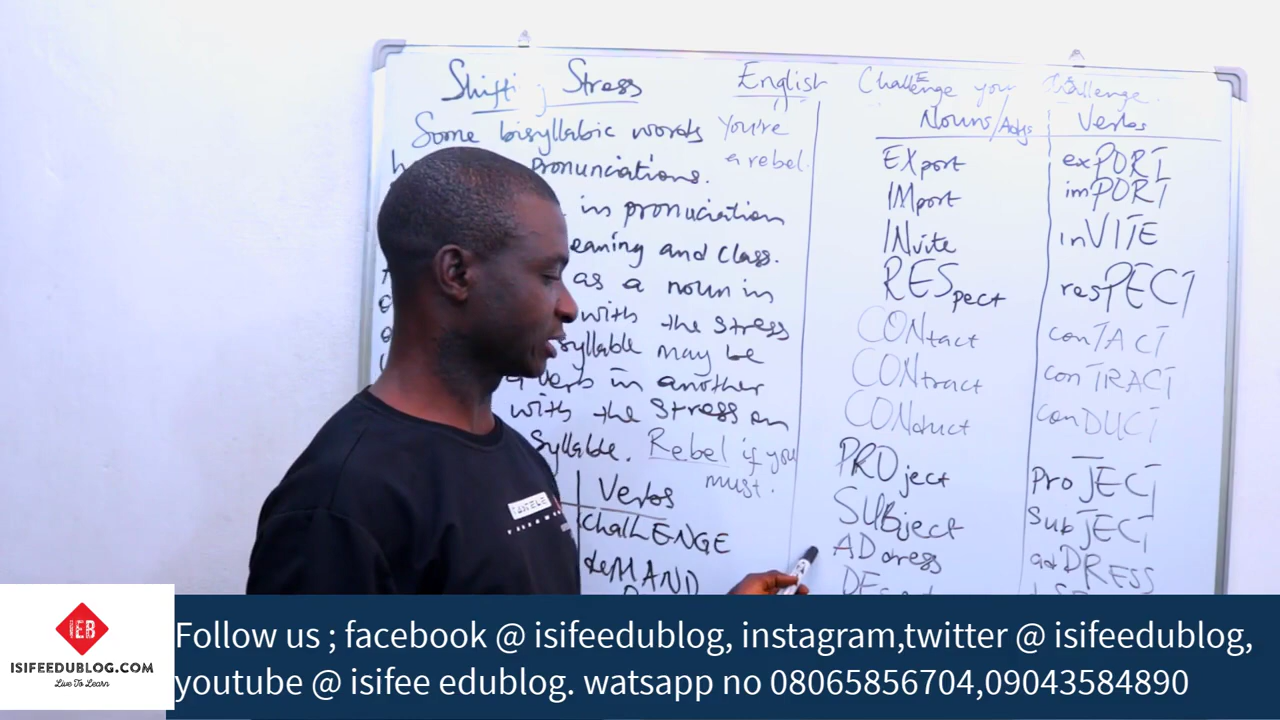 Shifting Stress
Some bisyllabic words
pronunciations.
in pronuciation
eaning and class.
as a noun in
with the stress
syllable may be
verb in another
with the stress on
Syllable.
English
You're
a rebel.
Rebel if you
must.
Verbs
challENGE
deMAND
Challenge your Challenge.
Nouns/Adjs Verbs
EXport exPORT
IMport imPORT
INvite inVITE
RESpect resPECT
CONtact conTACT
CONtract conTRACT
CONduct conDUCT
PROject proJECT
SUBject SubJECT
ADdress adDRESS
IEB
ISIFEEDUBLOG.COM
Live To Learn
Follow us ; facebook @ isifeedublog, instagram,twitter @ isifeedublog,
youtube @ isifee edublog. watsapp no 08065856704,09043584890